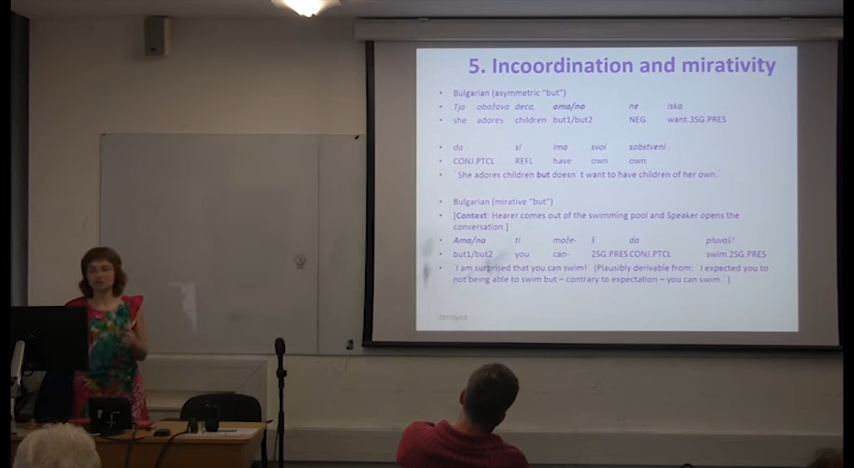 5. Incoordination and mirativity
• Bulgarian (asymmetric "but")
• Tja obožava deca, ama/no ne iska
• she adores children but1/but2 NEG want.3SG.PRES
• da si ima svoi sobstveni.
• CONJ.PTCL REFL have own own
• `She adores children but doesn´t want to have children of her own.´
• Bulgarian (mirative "but")
• [Context: Hearer comes out of the swimming pool and Speaker opens the
conversation.]
• Ama/no ti može- š da pluvaš!
• but1/but2 you can- 2SG.PRES CONJ.PTCL swim.2SG.PRES
• `I am surprised that you can swim!´ (Plausibly derivable from: `I expected you to
not being able to swim but – contrary to expectation – you can swim.´)